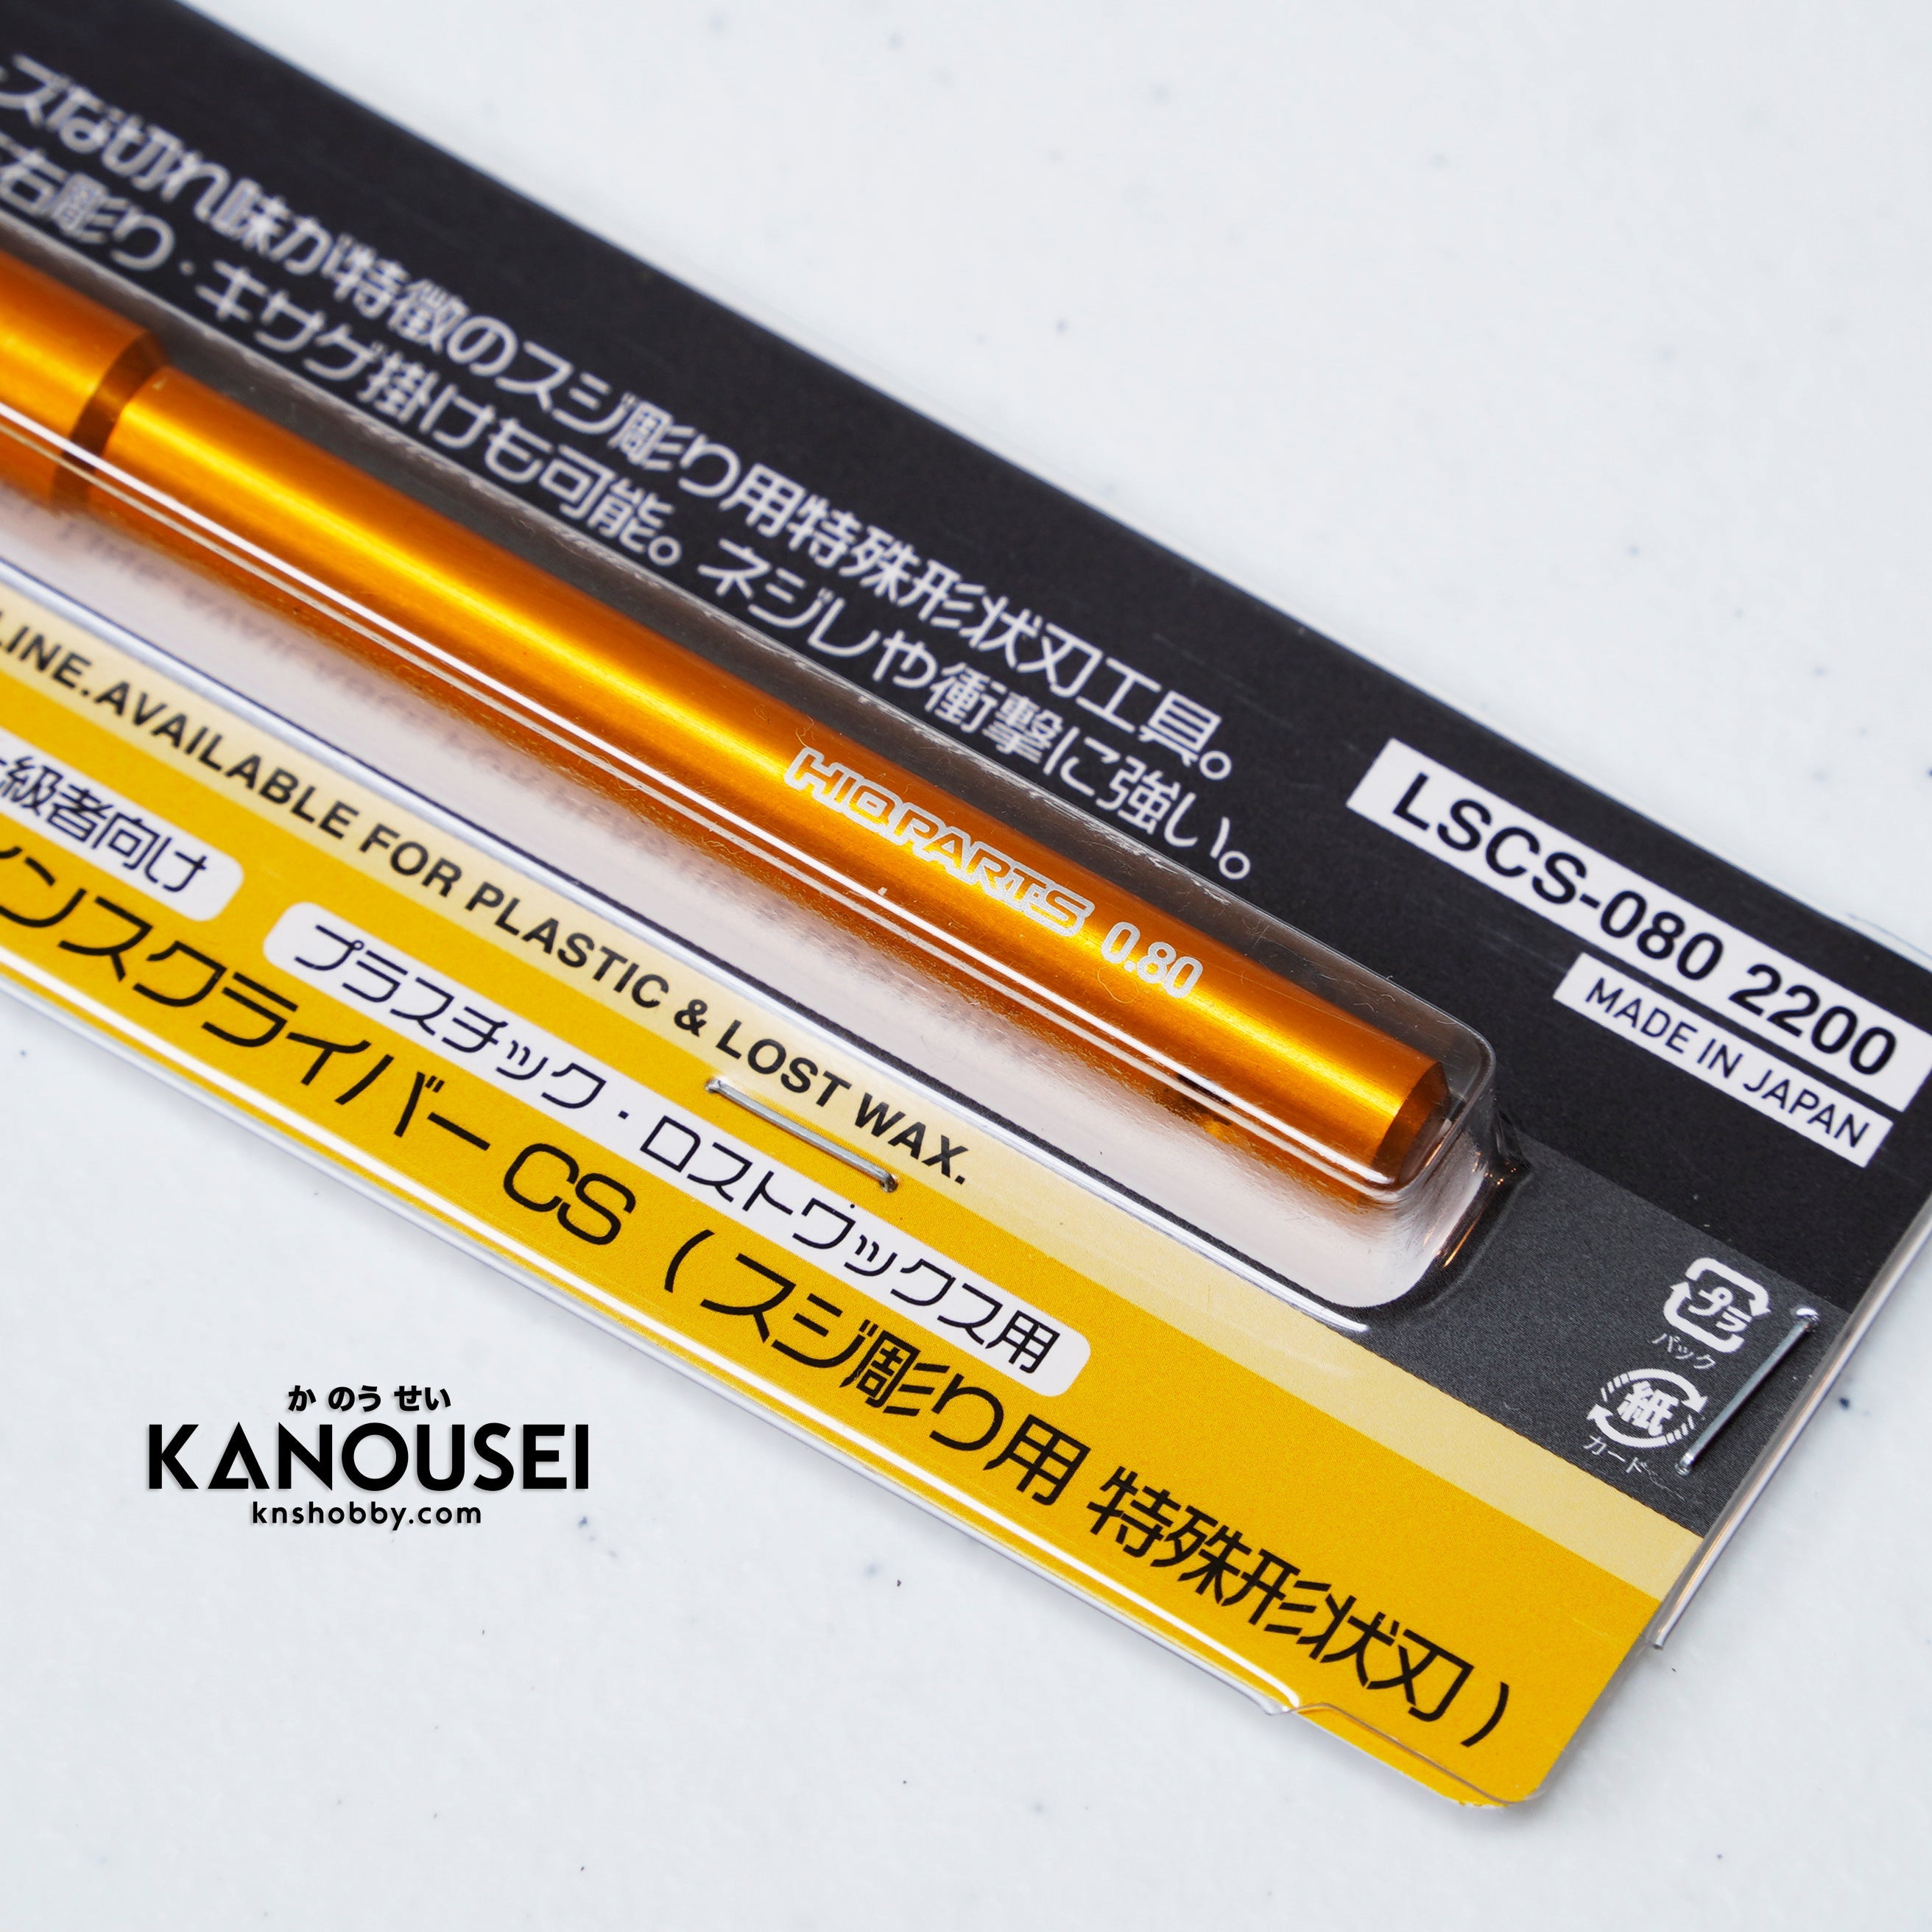 ズな切れ味が特徴のスジ彫り用特殊形状刃工具。
右彫り・キサゲ掛けも可能。ネジレや衝撃に強い。
HIQPARTS 0.80
LSCS-080 2200
MADE IN JAPAN
LINE. AVAILABLE FOR PLASTIC & LOST WAX.
級者向け
プラスチック・ロストワックス用
インスクライバー CS ( スジ彫り用 特殊形状刃 )
プラ
パック
紙
カード
か のう せい
KANOUSEI
knshobby.com